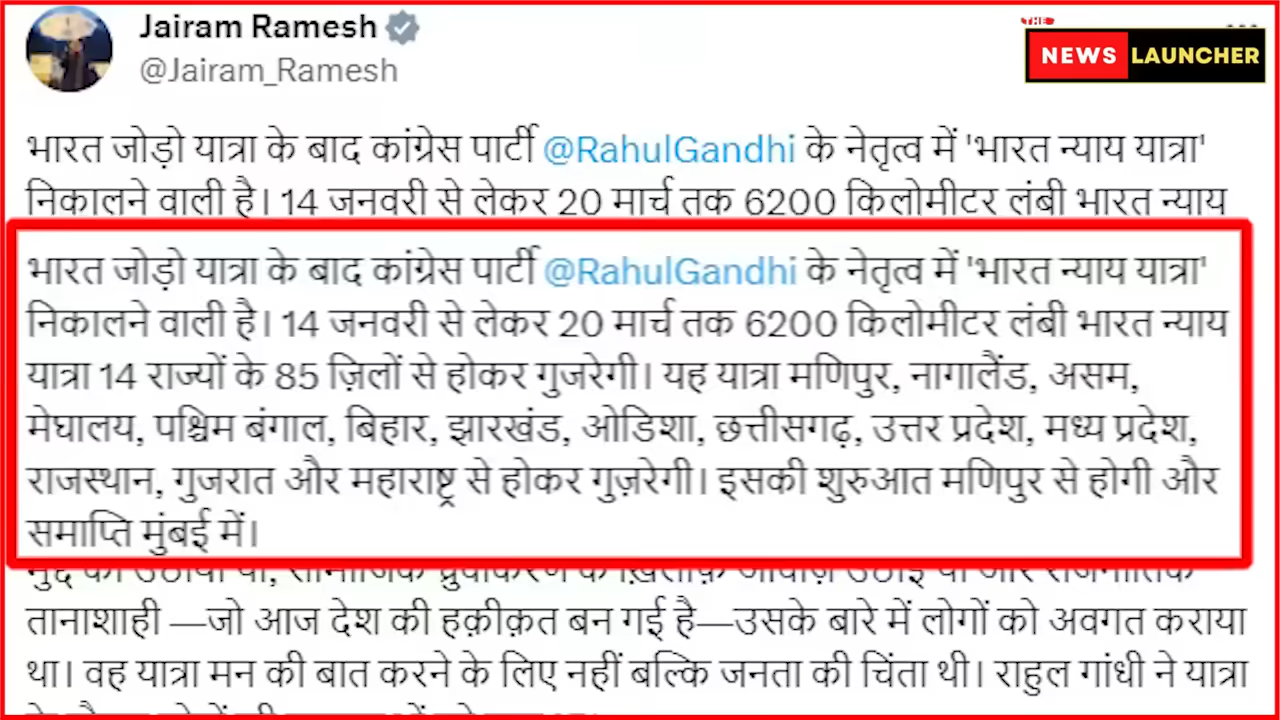 Jairam Ramesh
@Jairam_Ramesh
THE
NEWS LAUNCHER
भारत जोड़ो यात्रा के बाद कांग्रेस पार्टी @RahulGandhi के नेतृत्व में 'भारत न्याय यात्रा'
निकालने वाली है। 14 जनवरी से लेकर 20 मार्च तक 6200 किलोमीटर लंबी भारत न्याय
भारत जोड़ो यात्रा के बाद कांग्रेस पार्टी @RahulGandhi के नेतृत्व में 'भारत न्याय यात्रा'
निकालने वाली है। 14 जनवरी से लेकर 20 मार्च तक 6200 किलोमीटर लंबी भारत न्याय
यात्रा 14 राज्यों के 85 ज़िलों से होकर गुजरेगी। यह यात्रा मणिपुर, नागालैंड, असम,
मेघालय, पश्चिम बंगाल, बिहार, झारखंड, ओडिशा, छत्तीसगढ़, उत्तर प्रदेश, मध्य प्रदेश,
राजस्थान, गुजरात और महाराष्ट्र से होकर गुज़रेगी। इसकी शुरुआत मणिपुर से होगी और
समाप्ति मुंबई में।
तानाशाही —जो आज देश की हक़ीक़त बन गई है—उसके बारे में लोगों को अवगत कराया
था। वह यात्रा मन की बात करने के लिए नहीं बल्कि जनता की चिंता थी। राहुल गांधी ने यात्रा